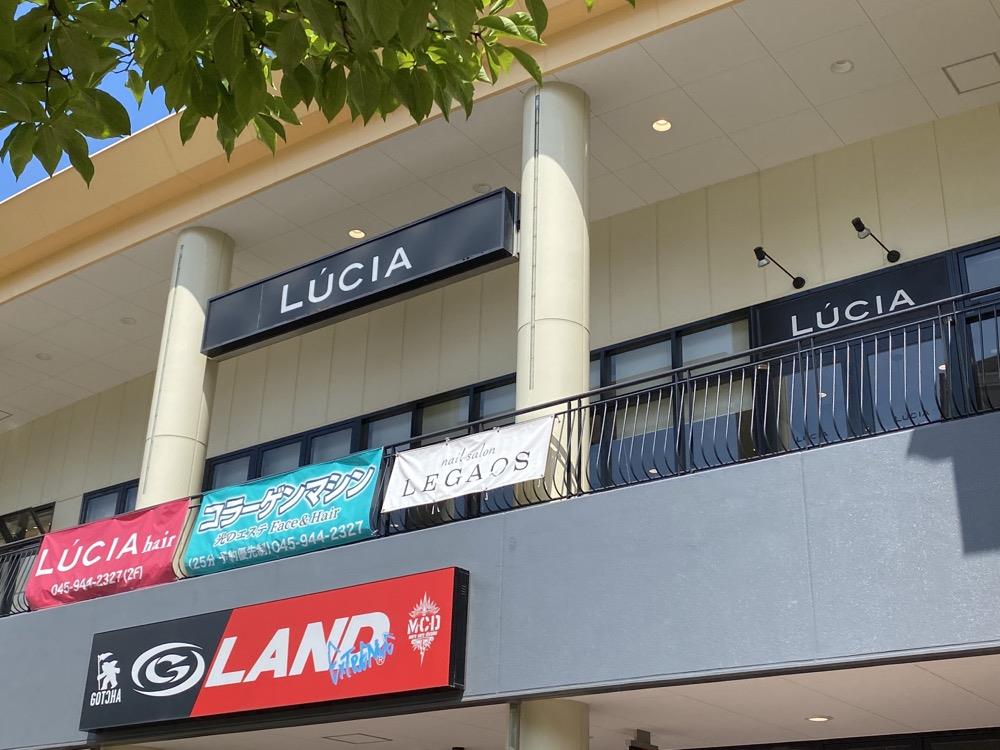 LÚCIA
LÚCIA
LÚCIA hair
045-944-2327(2F)
コラーゲンマシン
光のエステ Face&Hair
(25分 予約優先制) 045-944-2327
nail salon
LEGAOS
GOTCHA
G LAND
EXTREME
®
MCD